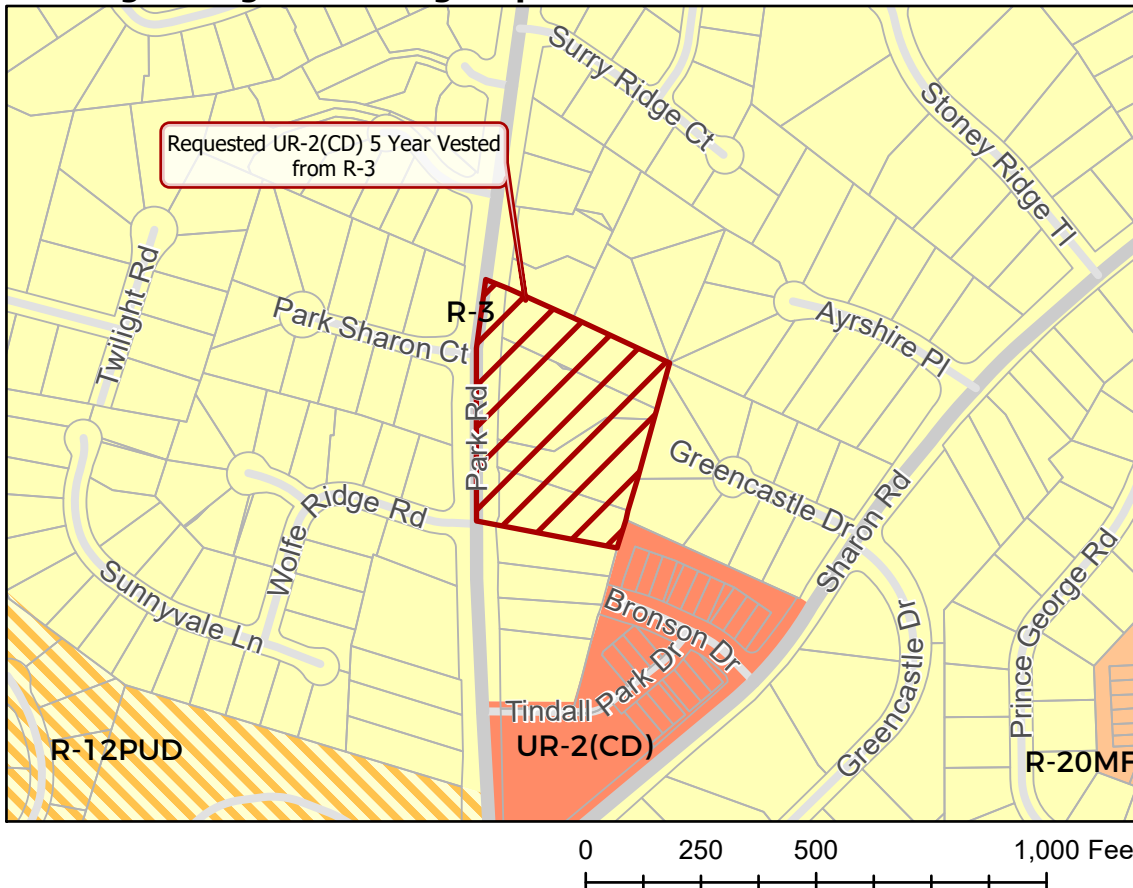 Surry Ridge Ct
Stoney Ridge Tl
Requested UR-2(CD) 5 Year Vested
from R-3
Twilight Rd
R-3
Park Sharon Ct
Ayrshire Pl
Park Rd
Greencastle Dr
Wolfe Ridge Rd
Sharon Rd
Sunnyvale Ln
Prince George Rd
Bronson Dr
Greencastle Dr
Tindall Park Dr
UR-2(CD)
R-12PUD
R-20MF
0 250 500 1,000 Fee